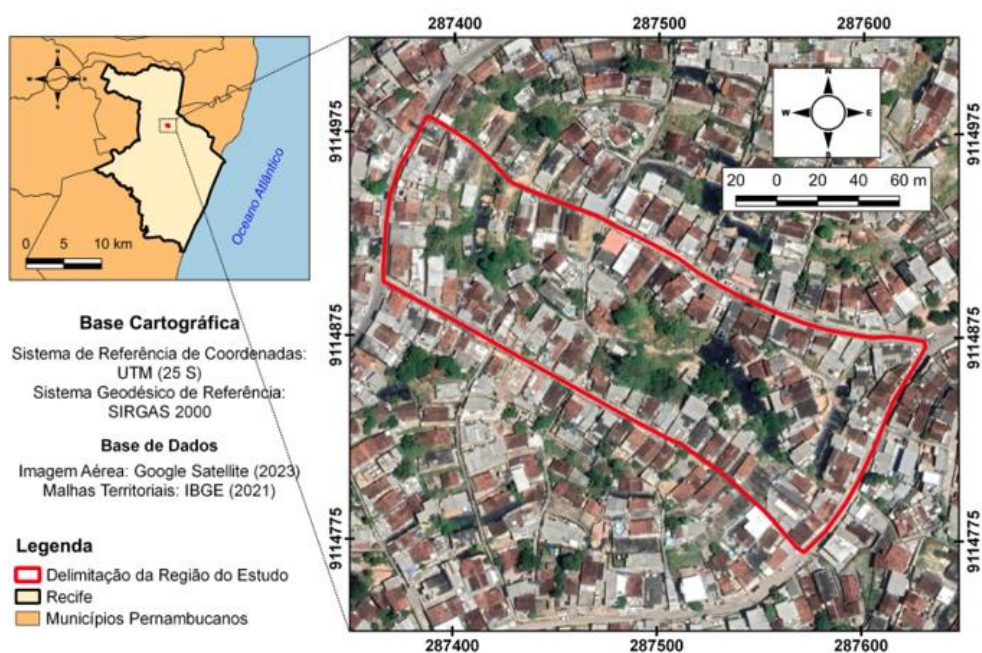 287400
287500
287600
N
W
E
S
0
5
10 km
Oceano Atlântico
Base Cartográfica
Sistema de Referência de Coordenadas:
UTM (25 S)
Sistema Geodésico de Referência:
SIRGAS 2000
Base de Dados
Imagem Aérea: Google Satellite (2023)
Malhas Territoriais: IBGE (2021)
Legenda
Delimitação da Região do Estudo
Recife
Municípios Pernambucanos
9114975
9114875
9114775
N
W
E
S
20 0 20 40 60 m
9114975
9114875
9114775
287400
287500
287600